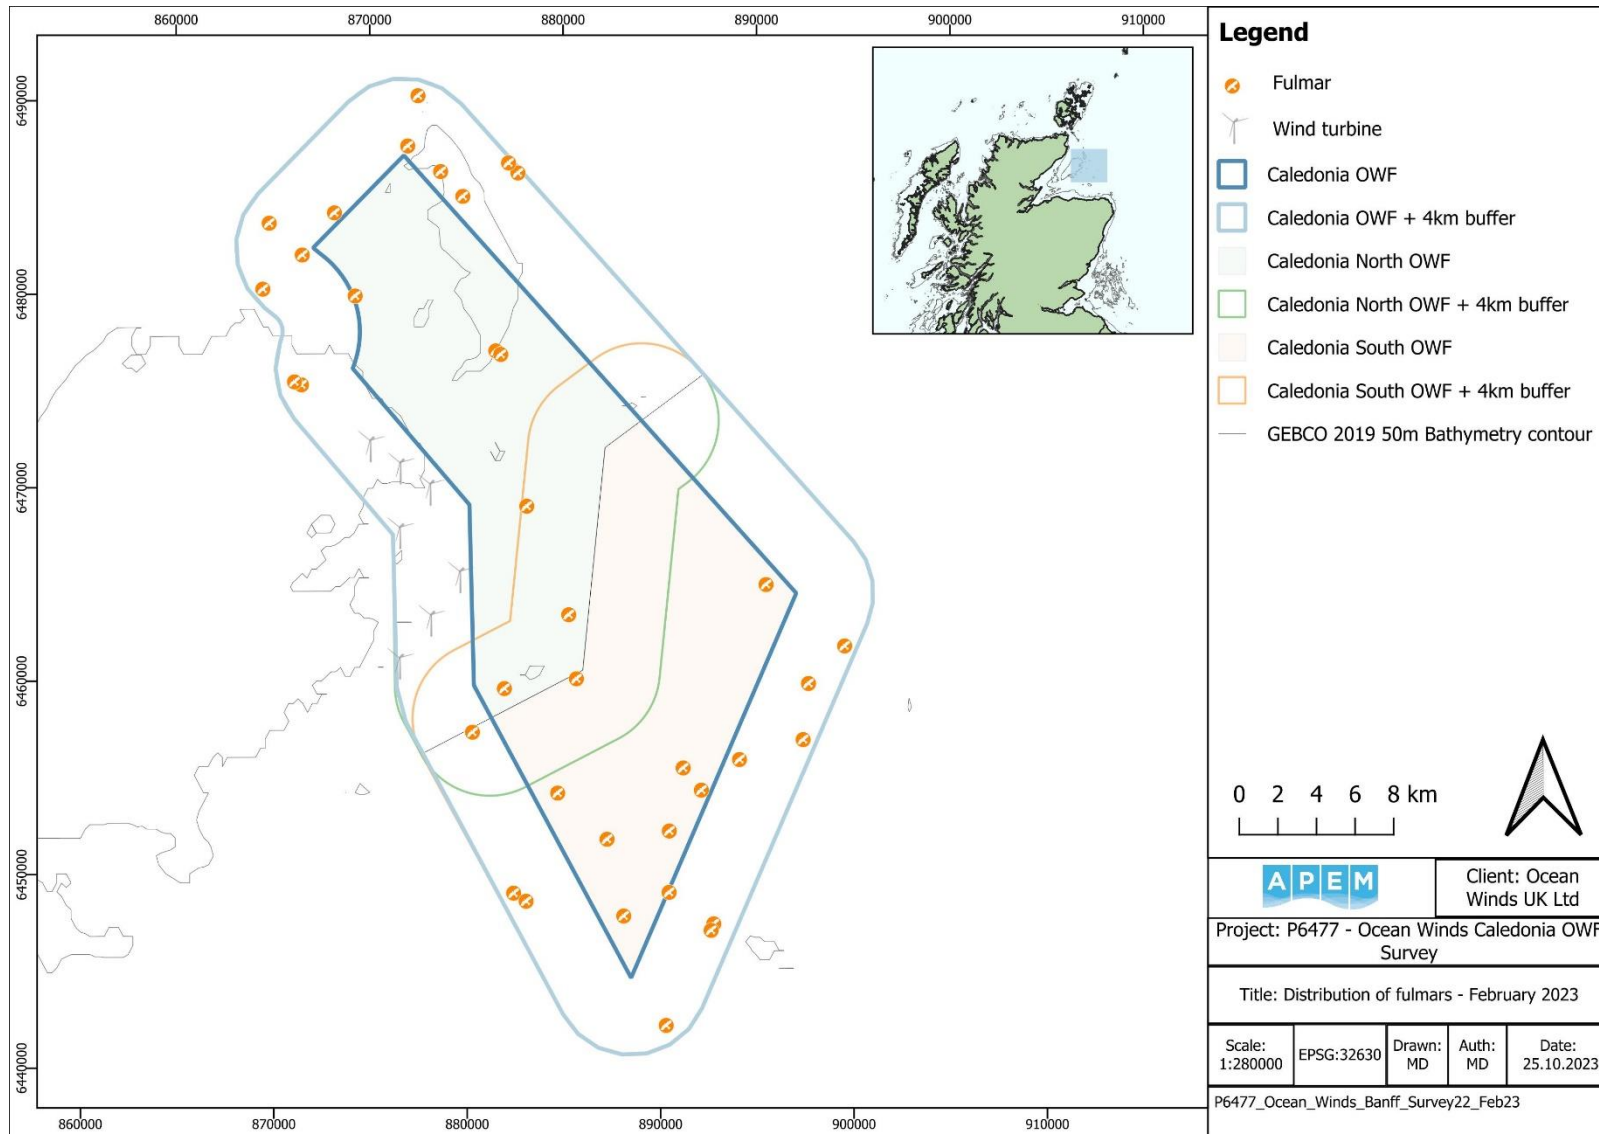 860000 870000 880000 890000 900000 910000
6490000
6480000
6470000
6460000
6450000
6440000
860000 870000 880000 890000 900000 910000
Legend
Fulmar
Wind turbine
Caledonia OWF
Caledonia OWF + 4km buffer
Caledonia North OWF
Caledonia North OWF + 4km buffer
Caledonia South OWF
Caledonia South OWF + 4km buffer
GEBCO 2019 50m Bathymetry contour
0 2 4 6 8 km
APEM
Client: Ocean
Winds UK Ltd
Project: P6477 - Ocean Winds Caledonia OWF
Survey
Title: Distribution of fulmars - February 2023
Scale:
1:280000
EPSG:32630
Drawn:
MD
Auth:
MD
Date:
25.10.2023
P6477_Ocean_Winds_Banff_Survey22_Feb23